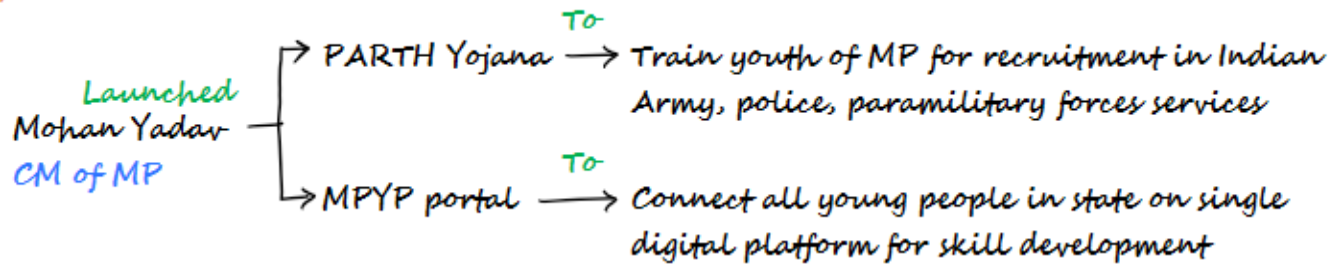 To
PARTH Yojana → Train youth of MP for recruitment in Indian
Army, police, paramilitary forces services
Launched
Mohan Yadav
CM of MP
To
MPYP portal → Connect all young people in state on single
digital platform for skill development